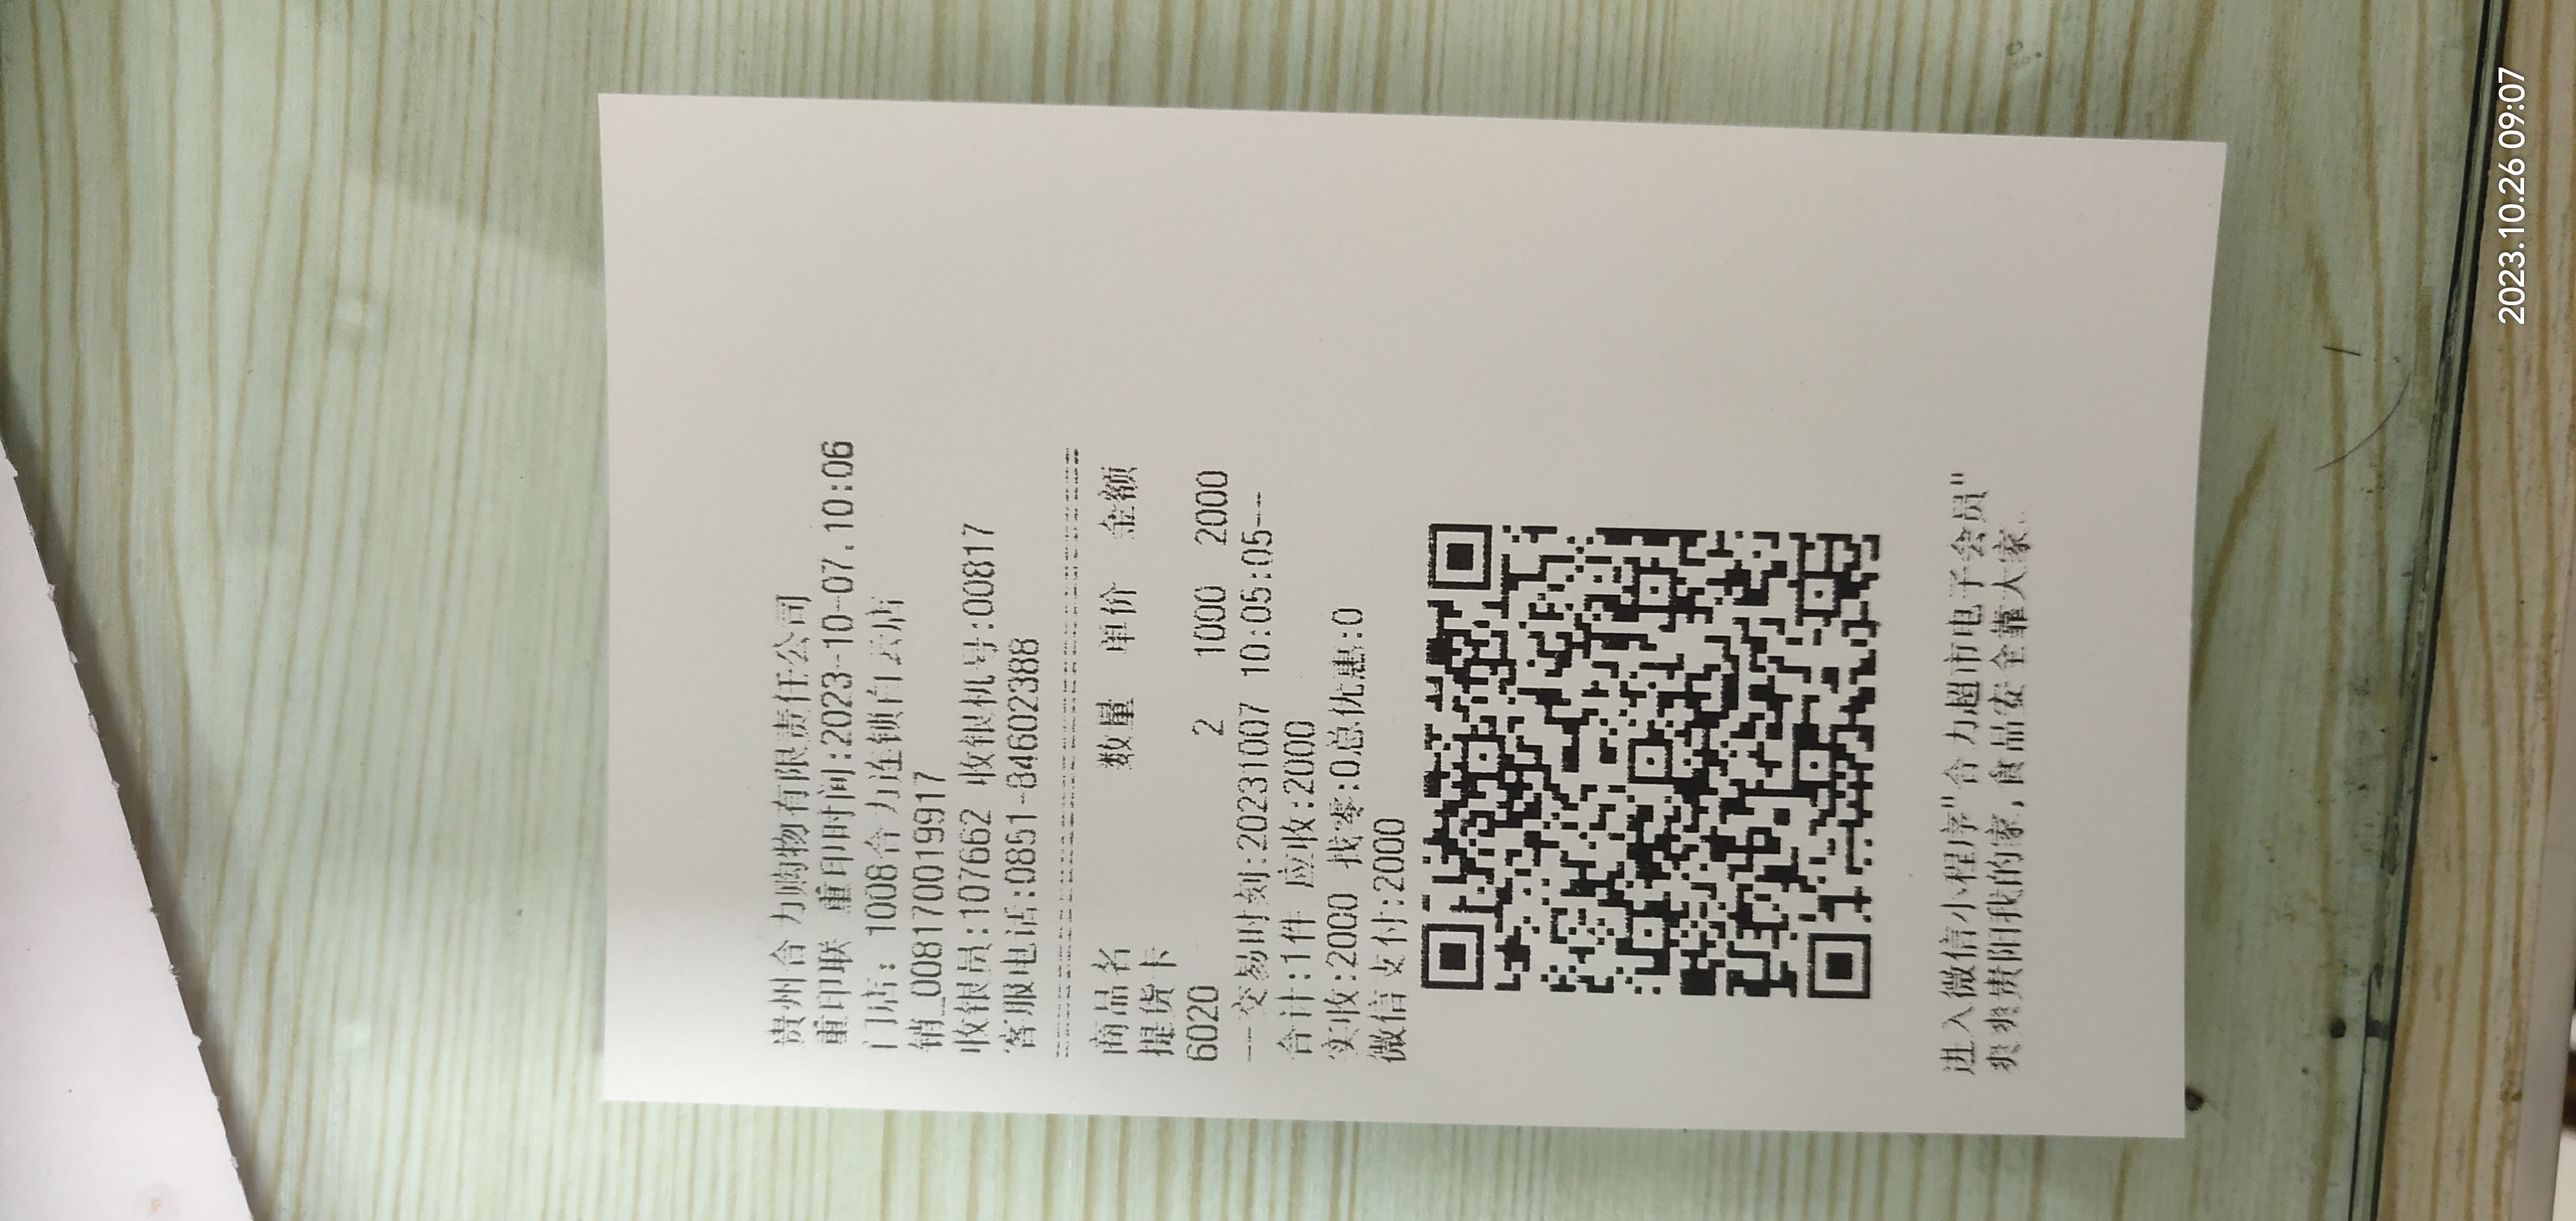 贵州合力购物有限责任公司
重印联 重印时间:2023-10-07.10:06
门店: 1008合力连锁白云店
销_008170019917
收银员:107662 收银机号:00817
客服电话:0851-84602388
商品名 数量 单价 金额
提货卡
6020 2 1000 2000
---交易时刻:20231007 10:05:05---
合计:1件 应收:2000
实收:2000 找零:0总优惠:0
微信支付:2000
进入微信小程序"合力超市电子会员"
爽爽贵阳我的家,食品安全靠大家.
2023.10.26 09:07